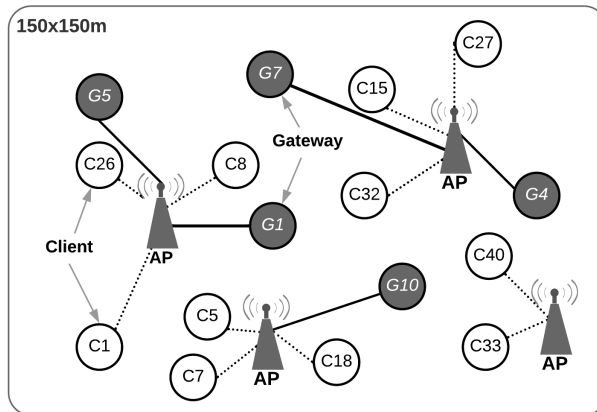 150x150m
C27
G7
G5
C15
Gateway
C26
C8
AP
C32
G4
G1
Client
AP
C40
G10
C5
C1
C33
AP
C18
AP
C7